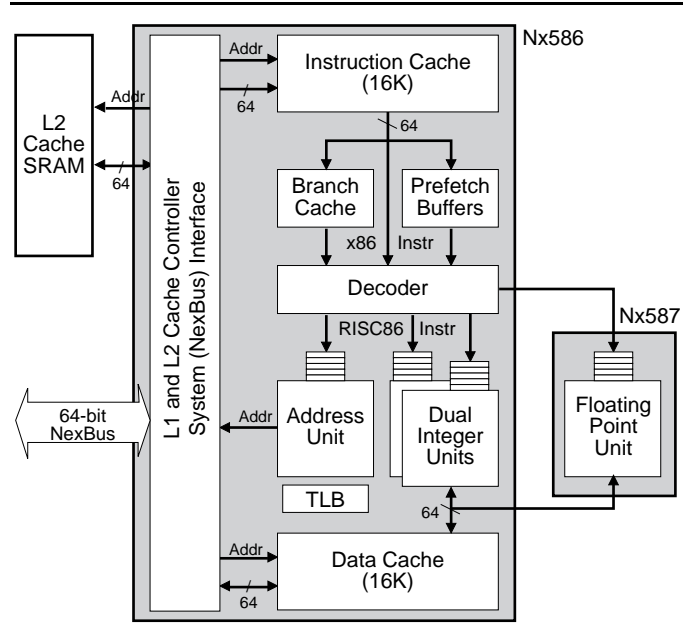 Nx586
Addr
Instruction Cache
(16K)
64
Addr
L2
Cache
SRAM
64
64
Branch
Cache
Prefetch
Buffers
x86 Instr
L1 and L2 Cache Controller
System (NexBus) Interface
Decoder
Nx587
RISC86 Instr
64-bit
NexBus
Addr
Address
Unit
Dual
Integer
Units
Floating
Point
Unit
TLB
64
Addr
Data Cache
(16K)
64